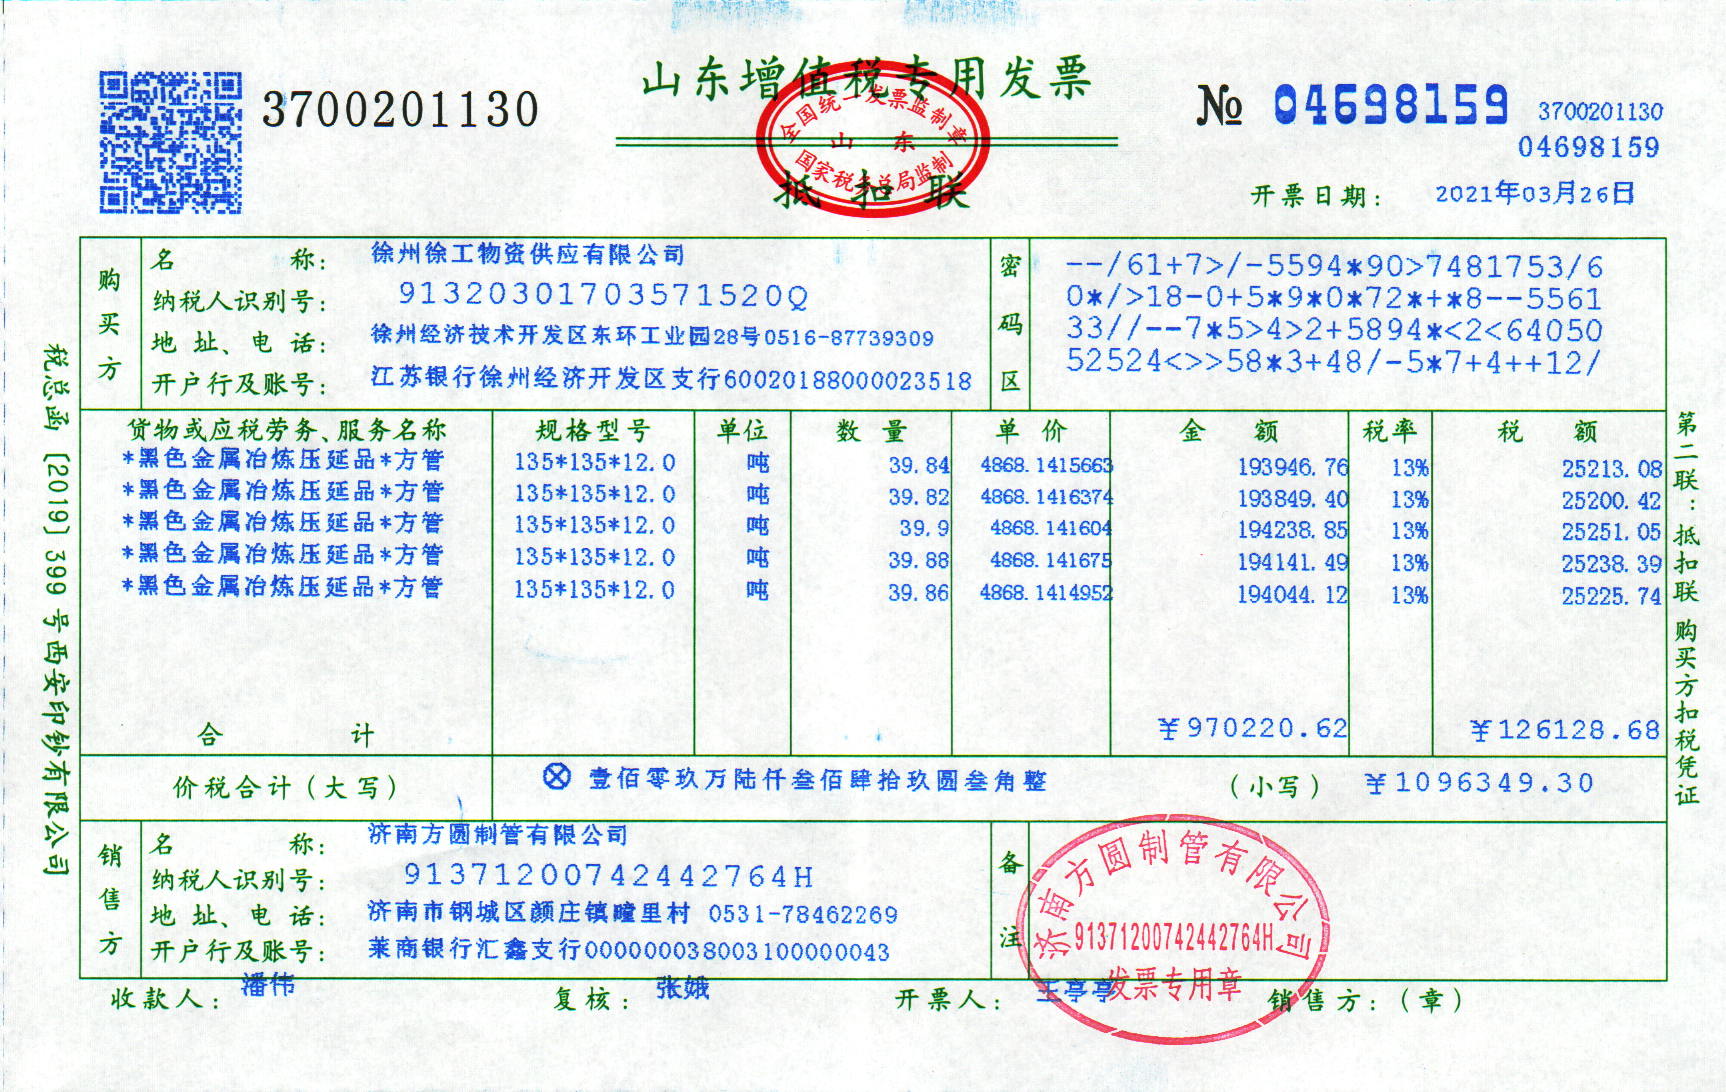 山东增值税专用发票
3700201130
№ 04698159
3700201130
04698159
全国统一发票监制章
山东
国家税务总局监制
抵扣联
开票日期: 2021年03月26日
购买方
名称: 徐州徐工物资供应有限公司
纳税人识别号: 91320301703571520Q
地址、电话: 徐州经济技术开发区东环工业园28号0516-87739309
开户行及账号: 江苏银行徐州经济开发区支行60020188000023518
密码区
--/61+7>/-5594*90>7481753/6
0*/>18-0+5*9*0*72*+*8--5561
33//--7*5>4>2+5894*<2<64050
52524<>>58*3+48/-5*7+4++12/
货物或应税劳务、服务名称 规格型号 单位 数量 单价 金额 税率 税额
*黑色金属冶炼压延品*方管 135*135*12.0 吨 39.84 4868.1415663 193946.76 13% 25213.08
*黑色金属冶炼压延品*方管 135*135*12.0 吨 39.82 4868.1416374 193849.40 13% 25200.42
*黑色金属冶炼压延品*方管 135*135*12.0 吨 39.9 4868.141604 194238.85 13% 25251.05
*黑色金属冶炼压延品*方管 135*135*12.0 吨 39.88 4868.141675 194141.49 13% 25238.39
*黑色金属冶炼压延品*方管 135*135*12.0 吨 39.86 4868.1414952 194044.12 13% 25225.74
合计 ¥970220.62 ¥126128.68
价税合计(大写) ⊗ 壹佰零玖万陆仟叁佰肆拾玖圆叁角整 (小写) ¥1096349.30
销售方
名称: 济南方圆制管有限公司
纳税人识别号: 91371200742442764H
地址、电话: 济南市钢城区颜庄镇疃里村 0531-78462269
开户行及账号: 莱商银行汇鑫支行000000038003100000043
备注
济南方圆制管有限公司
91371200742442764H
发票专用章
收款人: 潘伟 复核: 张娥 开票人: 王亭亭 销售方:(章)
税总函〔2019〕399号西安印钞有限公司
第二联:抵扣联 购买方扣税凭证